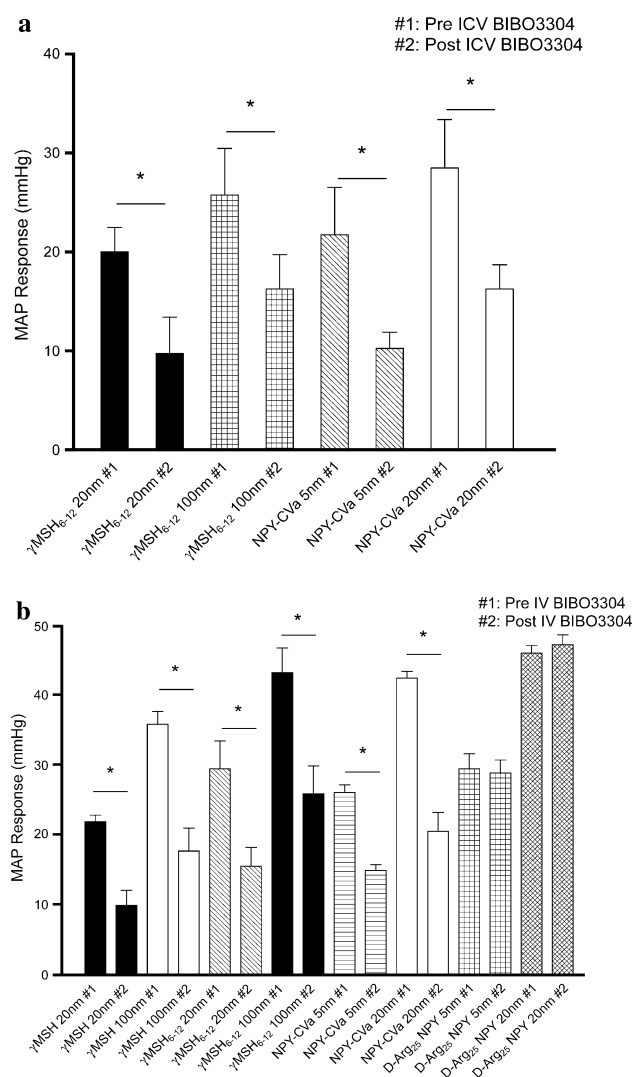 a
#1: Pre ICV BIBO3304
#2: Post ICV BIBO3304
MAP Response (mmHg)
40
30
20
10
0
* * * *
γMSH₆₋₁₂ 20nm #1
γMSH₆₋₁₂ 20nm #2
γMSH₆₋₁₂ 100nm #1
γMSH₆₋₁₂ 100nm #2
NPY-CVa 5nm #1
NPY-CVa 5nm #2
NPY-CVa 20nm #1
NPY-CVa 20nm #2
b
#1: Pre IV BIBO3304
#2: Post IV BIBO3304
MAP Response (mmHg)
50
40
30
20
10
0
* * * * * *
γMSH 20nm #1
γMSH 20nm #2
γMSH 100nm #1
γMSH 100nm #2
γMSH₆₋₁₂ 20nm #1
γMSH₆₋₁₂ 20nm #2
γMSH₆₋₁₂ 100nm #1
γMSH₆₋₁₂ 100nm #2
NPY-CVa 5nm #1
NPY-CVa 5nm #2
NPY-CVa 20nm #1
NPY-CVa 20nm #2
D-Arg₂₅ NPY 5nm #1
D-Arg₂₅ NPY 5nm #2
D-Arg₂₅ NPY 20nm #1
D-Arg₂₅ NPY 20nm #2